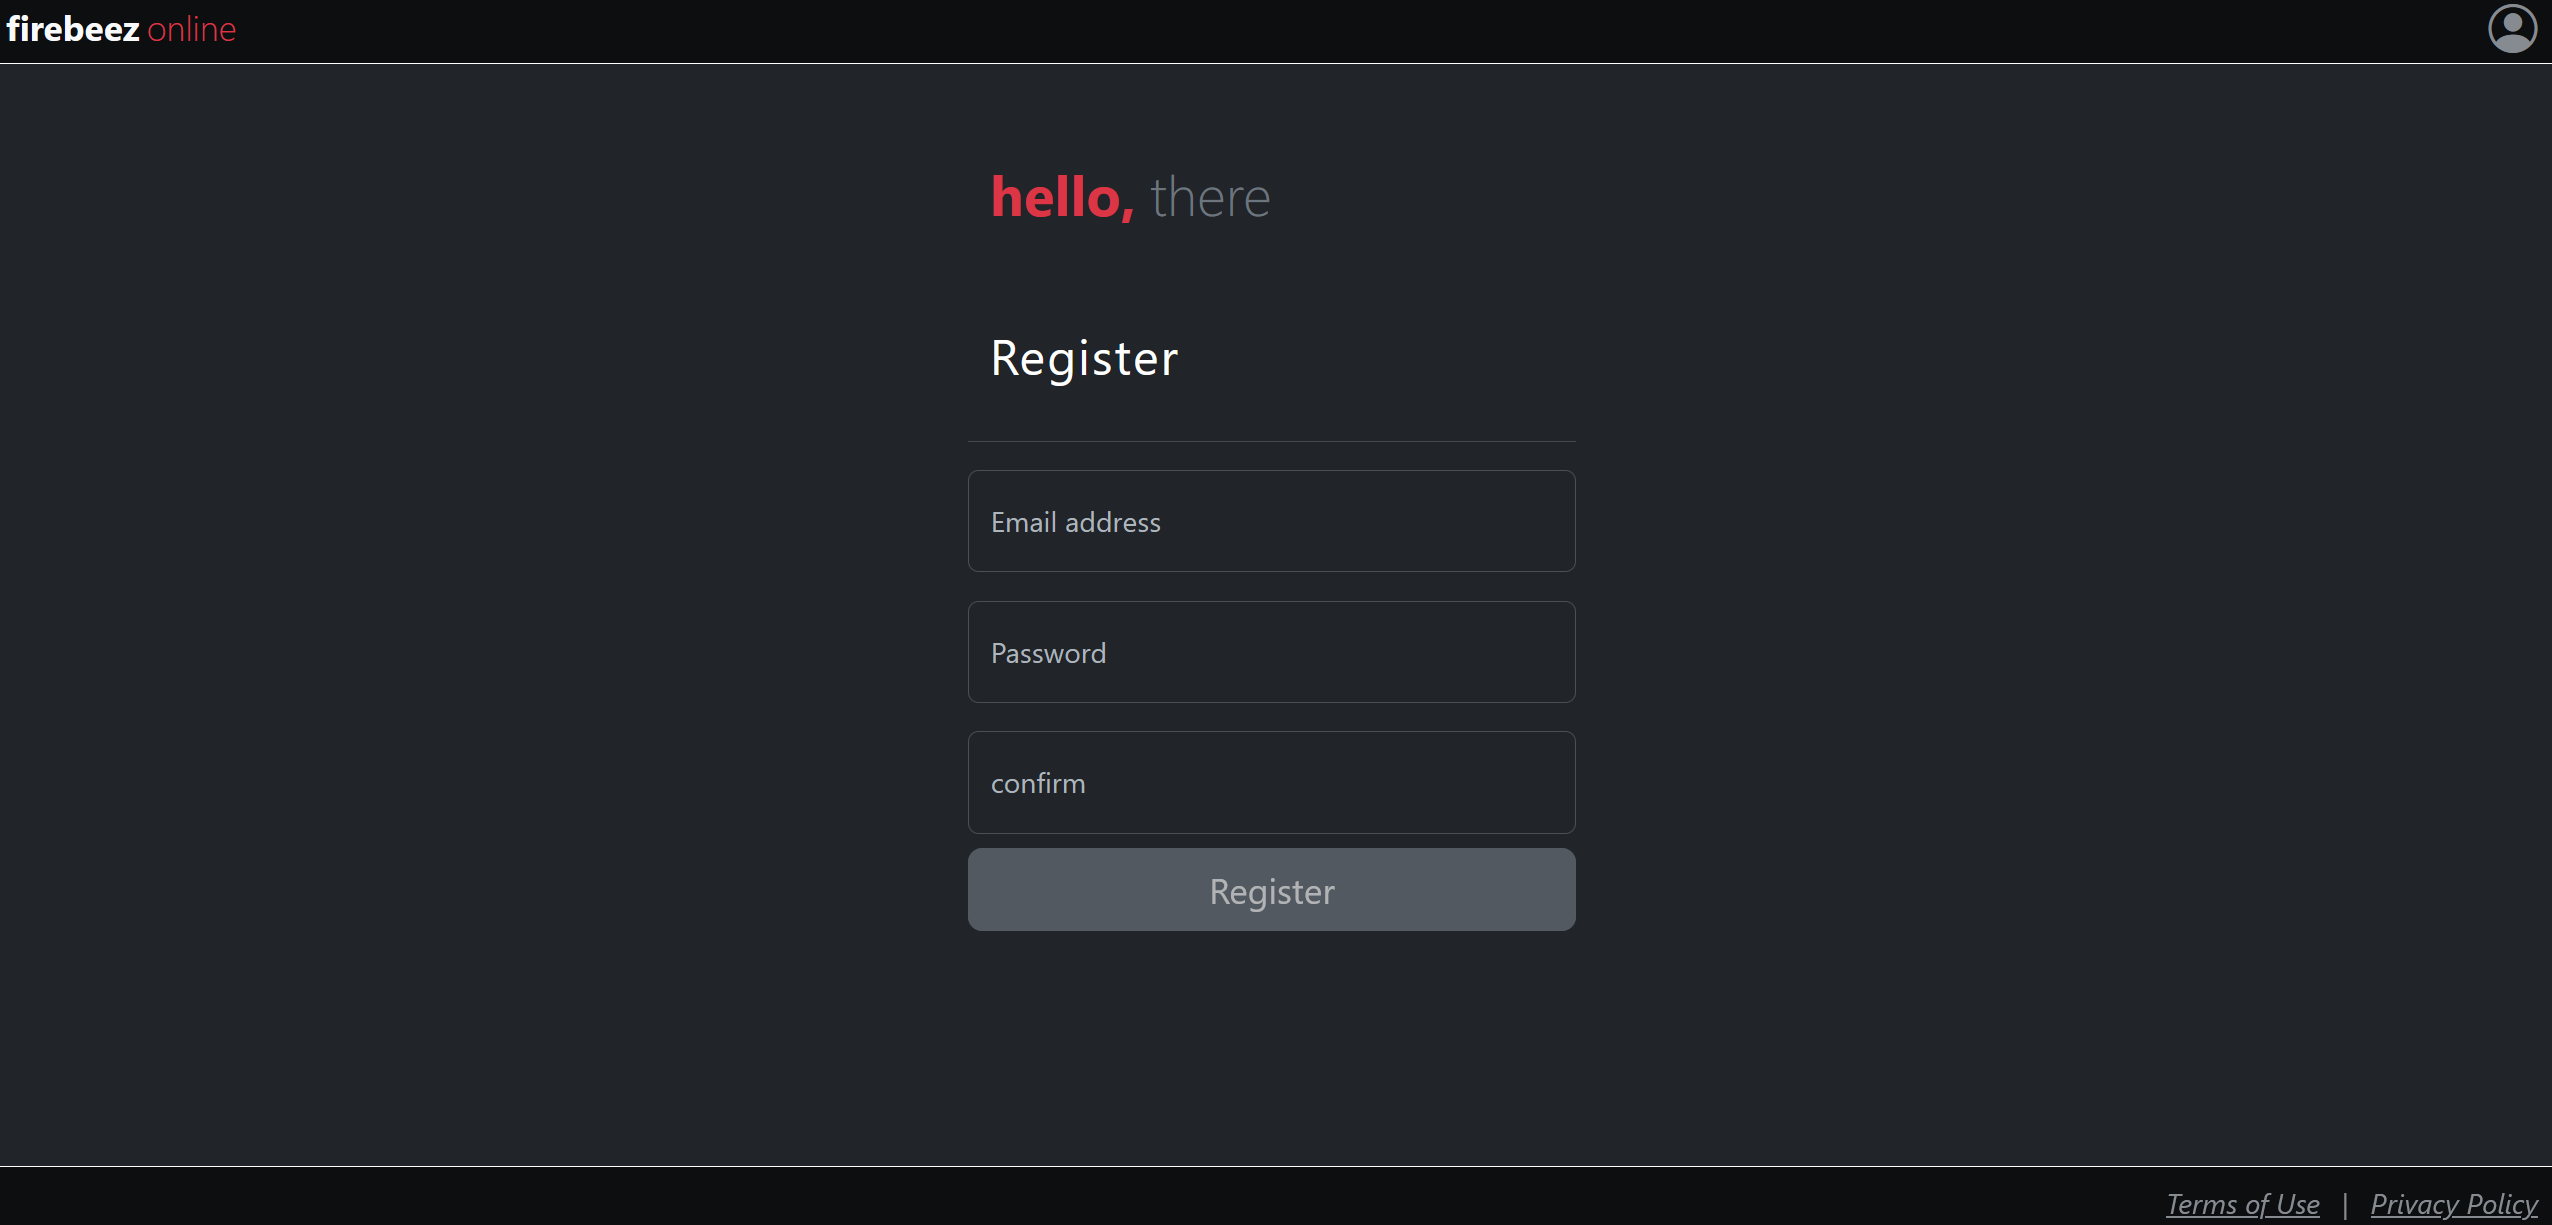 firebeez online
hello, there
Register
Email address
Password
confirm
Register
Terms of Use | Privacy Policy